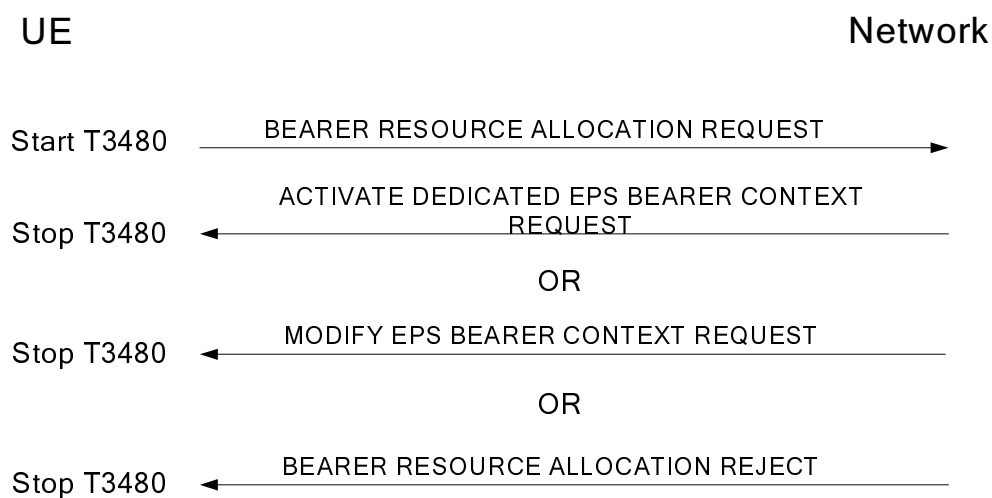 UE
Network
Start T3480
BEARER RESOURCE ALLOCATION REQUEST
ACTIVATE DEDICATED EPS BEARER CONTEXT
REQUEST
Stop T3480
OR
MODIFY EPS BEARER CONTEXT REQUEST
Stop T3480
OR
BEARER RESOURCE ALLOCATION REJECT
Stop T3480